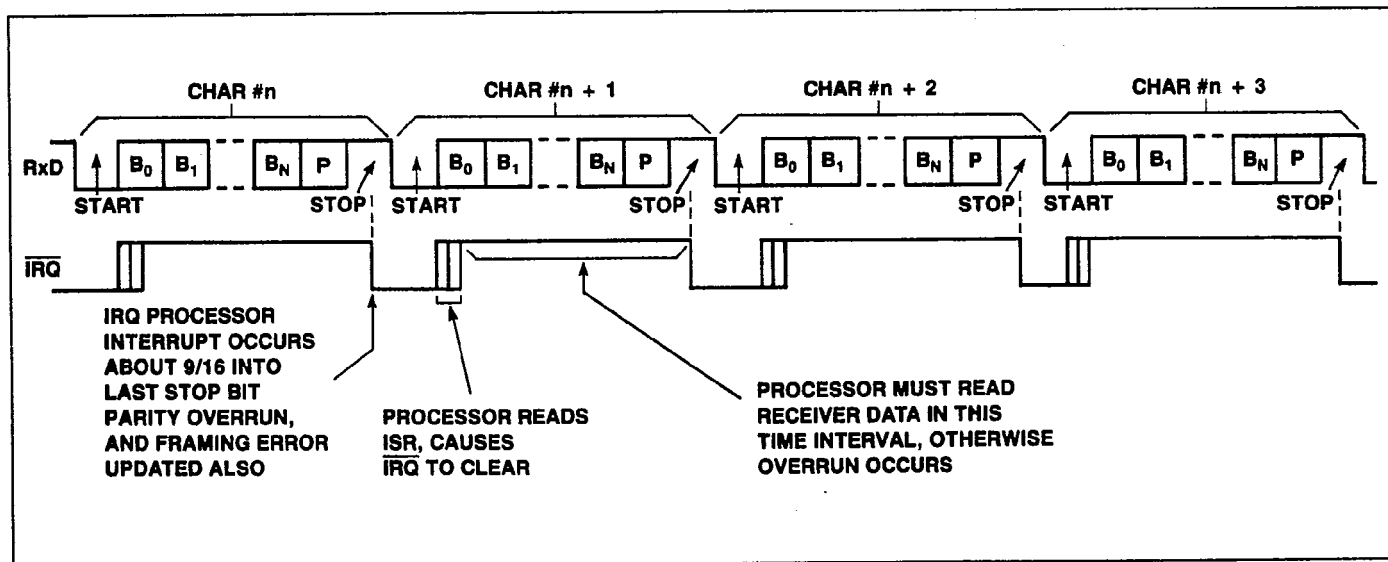 CHAR #n CHAR #n + 1 CHAR #n + 2 CHAR #n + 3
RxD B0 B1 BN P B0 B1 BN P B0 B1 BN P B0 B1 BN P
START STOP START STOP START STOP START STOP
IRQ
IRQ PROCESSOR
INTERRUPT OCCURS
ABOUT 9/16 INTO
LAST STOP BIT
PARITY OVERRUN,
AND FRAMING ERROR
UPDATED ALSO
PROCESSOR READS
ISR, CAUSES
IRQ TO CLEAR
PROCESSOR MUST READ
RECEIVER DATA IN THIS
TIME INTERVAL, OTHERWISE
OVERRUN OCCURS